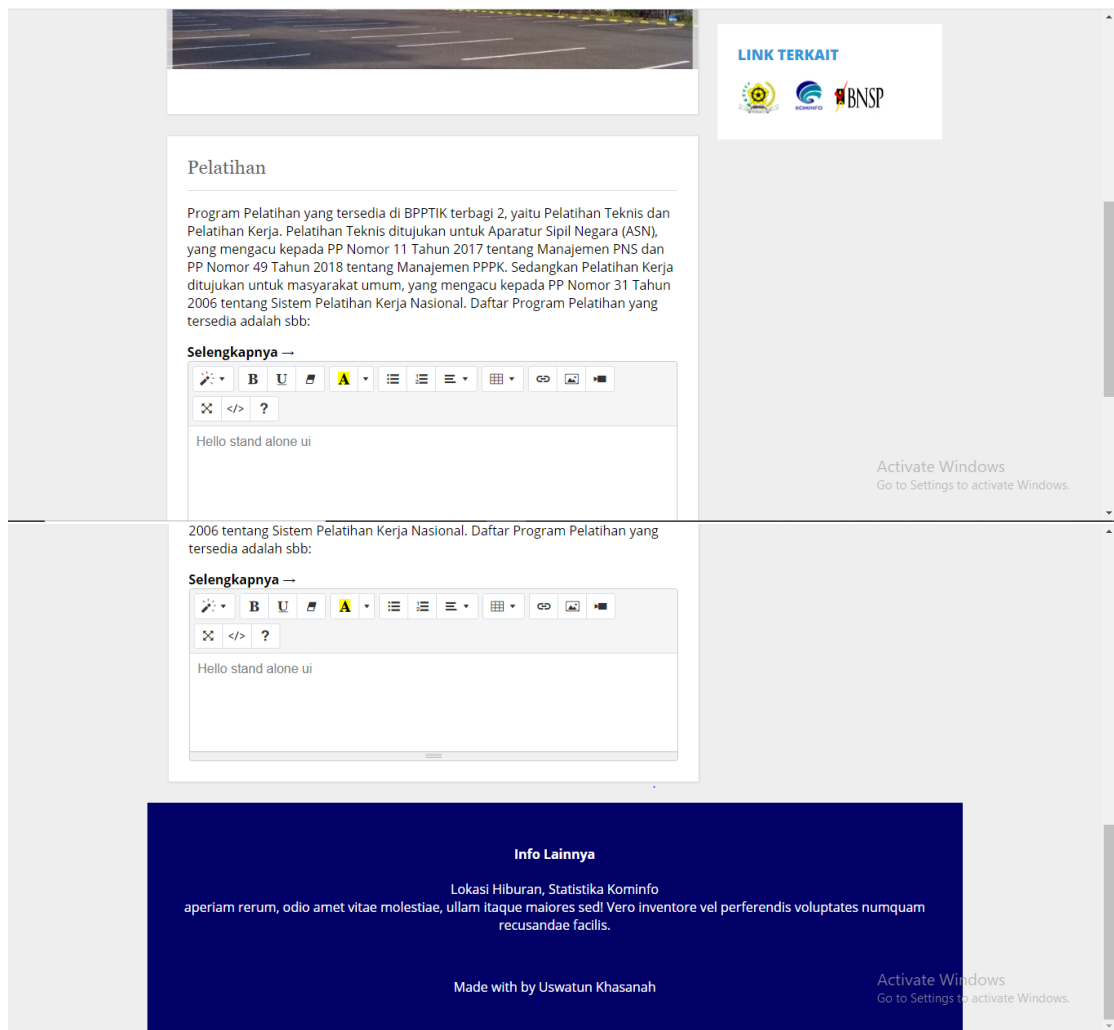 LINK TERKAIT
KOMINFO
BNSP
Pelatihan
Program Pelatihan yang tersedia di BPPTIK terbagi 2, yaitu Pelatihan Teknis dan
Pelatihan Kerja. Pelatihan Teknis ditujukan untuk Aparatur Sipil Negara (ASN),
yang mengacu kepada PP Nomor 11 Tahun 2017 tentang Manajemen PNS dan
PP Nomor 49 Tahun 2018 tentang Manajemen PPPK. Sedangkan Pelatihan Kerja
ditujukan untuk masyarakat umum, yang mengacu kepada PP Nomor 31 Tahun
2006 tentang Sistem Pelatihan Kerja Nasional. Daftar Program Pelatihan yang
tersedia adalah sbb:
Selengkapnya →
B U A
</> ?
Hello stand alone ui
Activate Windows
Go to Settings to activate Windows.
2006 tentang Sistem Pelatihan Kerja Nasional. Daftar Program Pelatihan yang
tersedia adalah sbb:
Selengkapnya →
B U A
</> ?
Hello stand alone ui
Info Lainnya
Lokasi Hiburan, Statistika Kominfo
aperiam rerum, odio amet vitae molestiae, ullam itaque maiores sed! Vero inventore vel perferendis voluptates numquam
recusandae facilis.
Made with by Uswatun Khasanah
Activate Windows
Go to Settings to activate Windows.